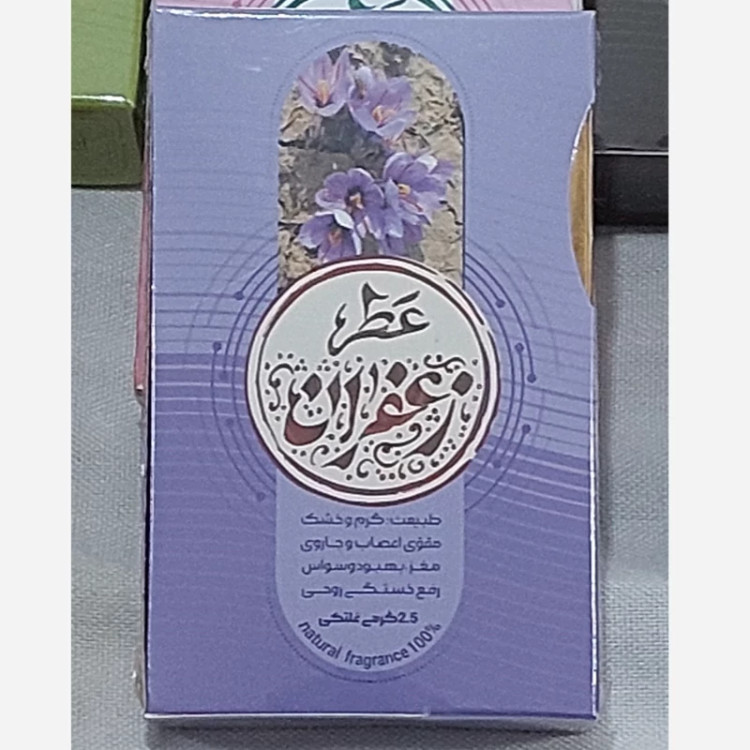 عطر
زعفران
طبیعت: گرم و خشک
مقوی اعصاب و جاروی
مغز، بهبود وسواس
رفع خستگی روحی
2.5 گرمی غلتکی
natural fragrance 100%